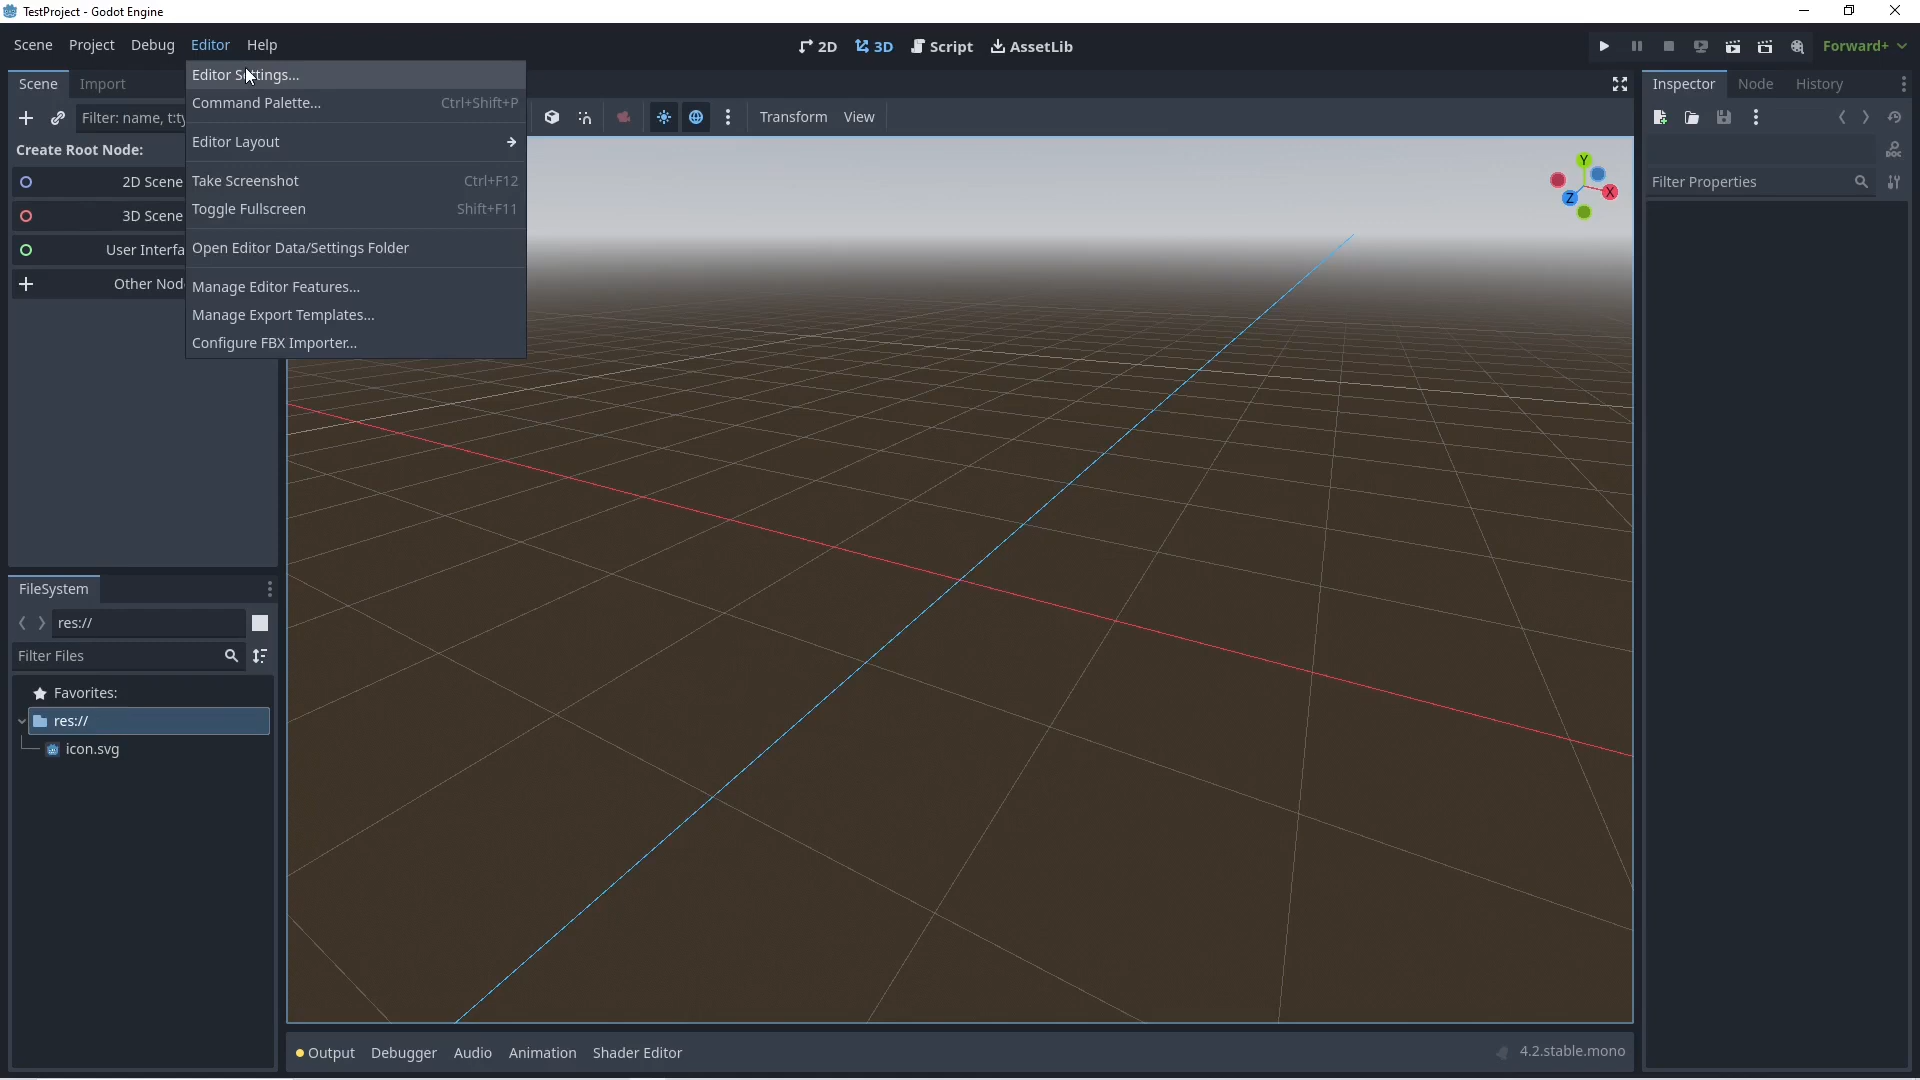 TestProject - Godot Engine
Scene Project Debug Editor Help
2D 3D Script AssetLib
Forward+
Editor Settings...
Command Palette... Ctrl+Shift+P
Editor Layout
Take Screenshot Ctrl+F12
Toggle Fullscreen Shift+F11
Open Editor Data/Settings Folder
Manage Editor Features...
Manage Export Templates...
Configure FBX Importer...
Scene Import
Filter: name, t:ty
Create Root Node:
2D Scene
3D Scene
User Interfa
Other Nod
Transform View
Y
X
Z
FileSystem
res://
Filter Files
Favorites:
res://
icon.svg
Output Debugger Audio Animation Shader Editor
4.2.stable.mono
Inspector Node History
DOC
Filter Properties